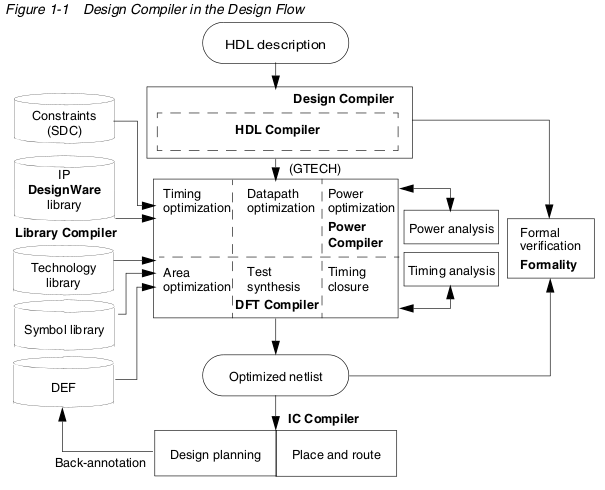 Figure 1-1    Design Compiler in the Design Flow
HDL description
Design Compiler
HDL Compiler
Constraints
(SDC)
(GTECH)
IP
DesignWare
library
Library Compiler
Timing
optimization
Datapath
optimization
Power
optimization
Power
Compiler
Power analysis
Formal
verification
Formality
Technology
library
Area
optimization
Test
synthesis
DFT Compiler
Timing
closure
Timing analysis
Symbol library
DEF
Optimized netlist
IC Compiler
Back-annotation
Design planning
Place and route